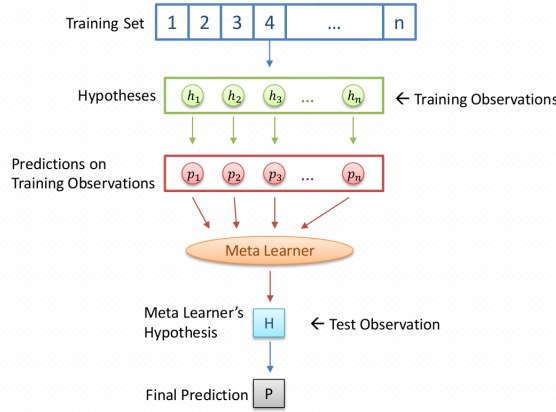 Training Set 1 2 3 4 ... n
Hypotheses h₁ h₂ h₃ ... hₙ ← Training Observations
Predictions on
Training Observations p₁ p₂ p₃ ... pₙ
Meta Learner
Meta Learner's
Hypothesis H ← Test Observation
Final Prediction P